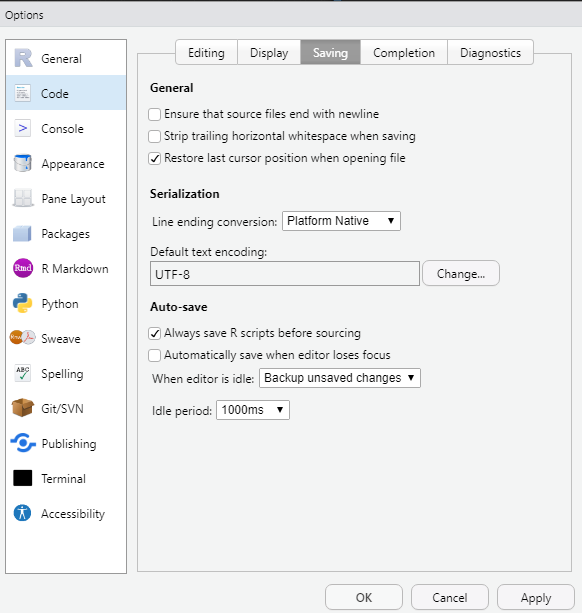 Options
General
Code
Console
Appearance
Pane Layout
Packages
Rmd R Markdown
Python
Sweave
ABC Spelling
Git/SVN
Publishing
Terminal
Accessibility
Editing Display Saving Completion Diagnostics
General
Ensure that source files end with newline
Strip trailing horizontal whitespace when saving
Restore last cursor position when opening file
Serialization
Line ending conversion: Platform Native
Default text encoding:
UTF-8 Change...
Auto-save
Always save R scripts before sourcing
Automatically save when editor loses focus
When editor is idle: Backup unsaved changes
Idle period: 1000ms
OK Cancel Apply